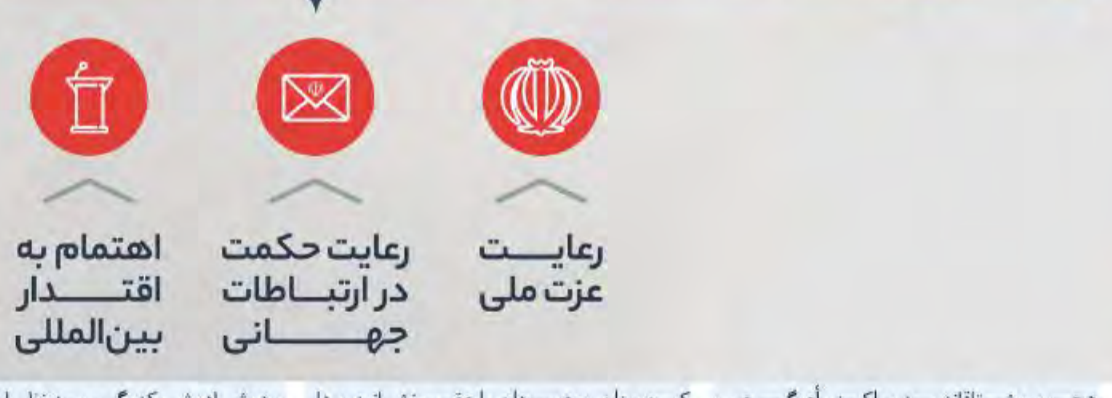 رعایت
عزت ملی
رعایت حکمت
در ارتباطات
جهانی
اهتمام به
اقتدار
بین‌المللی